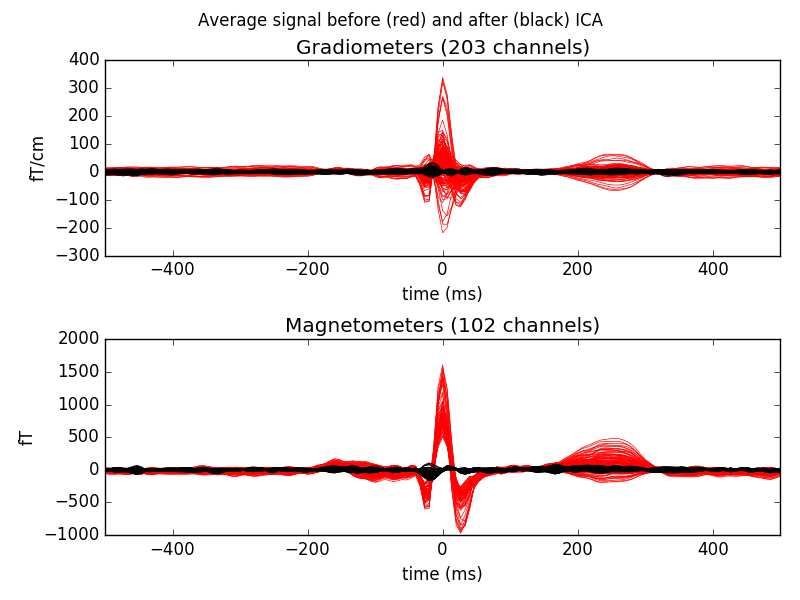 Average signal before (red) and after (black) ICA
Gradiometers (203 channels)
400
300
200
100
0
−100
−200
−300
fT/cm
−400 −200 0 200 400
time (ms)
Magnetometers (102 channels)
2000
1500
1000
500
0
−500
−1000
fT
−400 −200 0 200 400
time (ms)